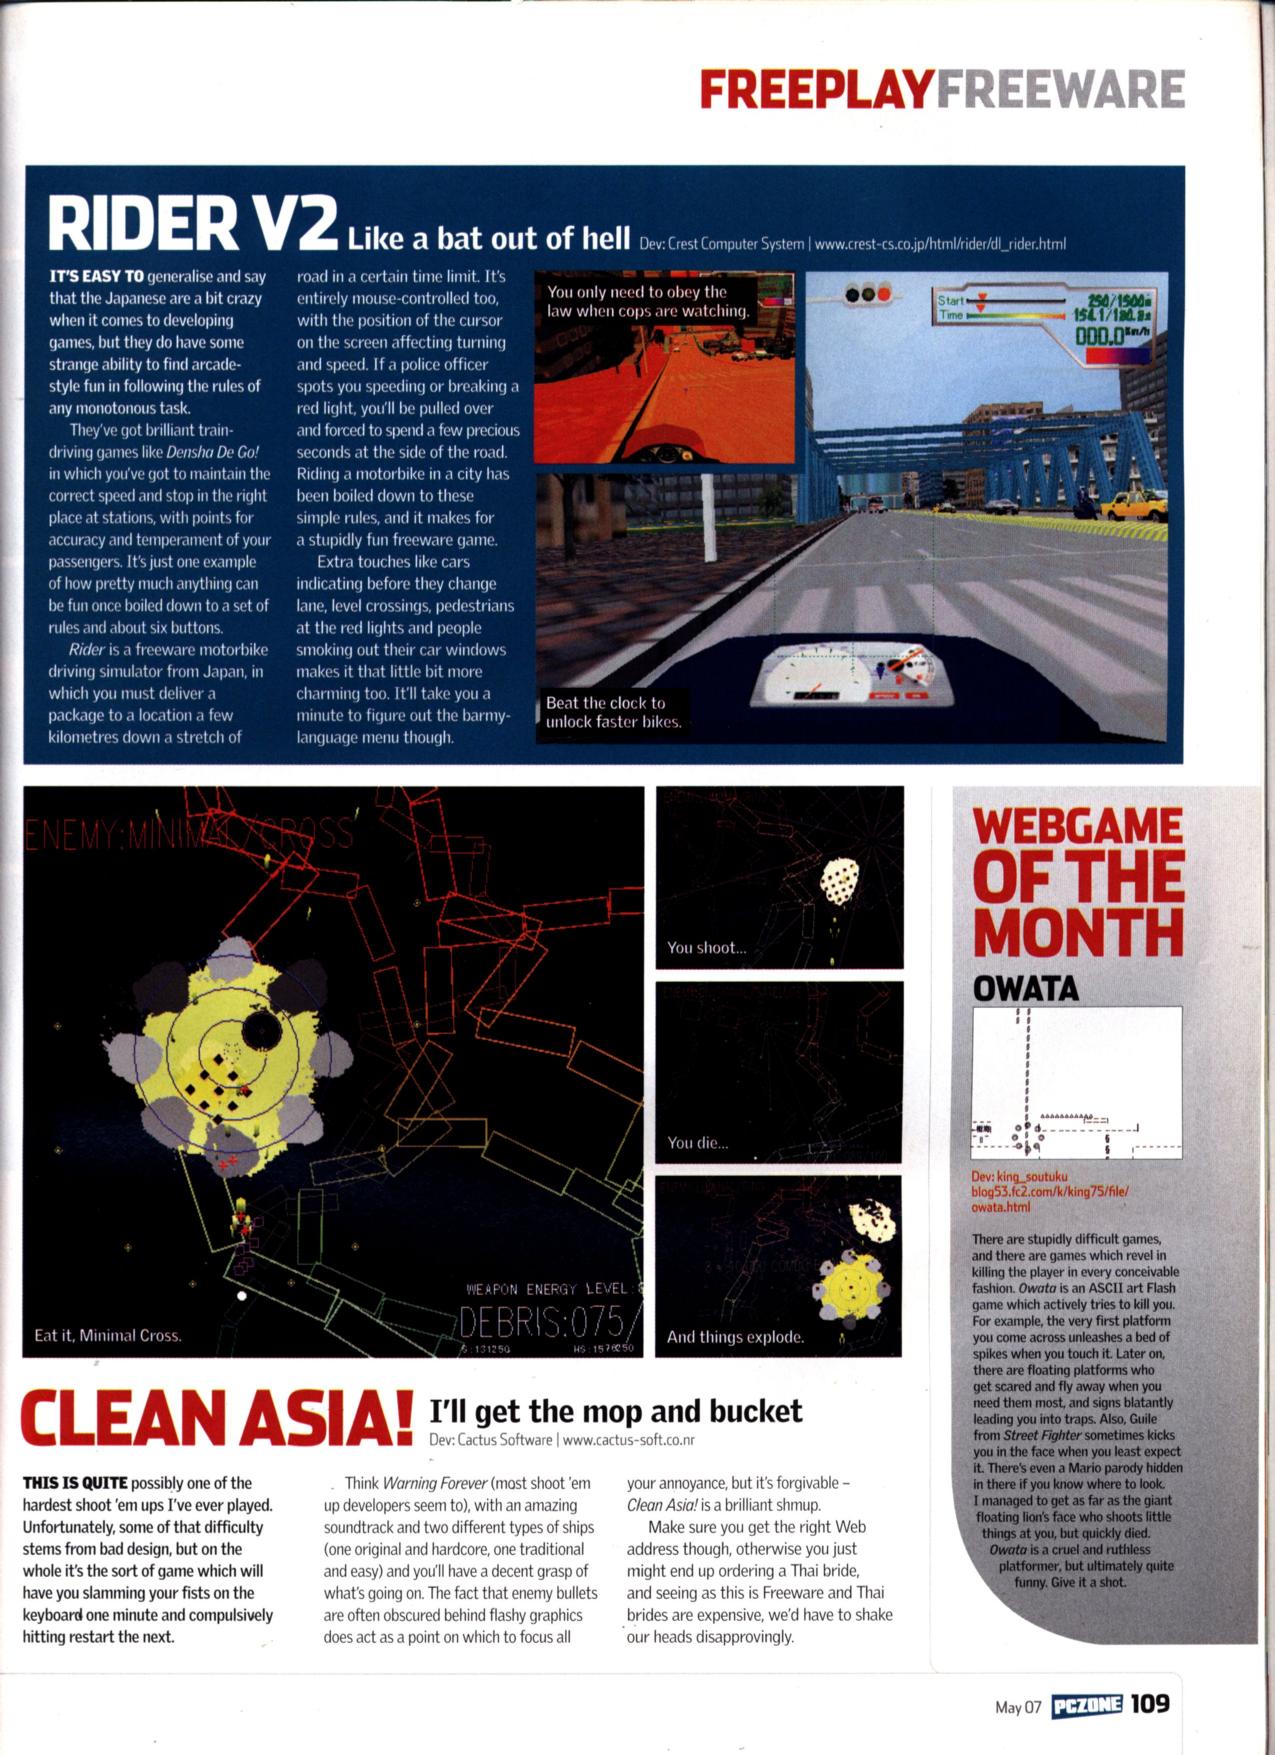 FREEPLAYFREEWARE
RIDER V2 Like a bat out of hell Dev: Crest Computer System | www.crest-cs.co.jp/html/rider/dl_rider.html
IT'S EASY TO generalise and say
that the Japanese are a bit crazy
when it comes to developing
games, but they do have some
strange ability to find arcade-
style fun in following the rules of
any monotonous task.
They've got brilliant train-
driving games like Densha De Go!
in which you've got to maintain the
correct speed and stop in the right
place at stations, with points for
accuracy and temperament of your
passengers. It's just one example
of how pretty much anything can
be fun once boiled down to a set of
rules and about six buttons.
Rider is a freeware motorbike
driving simulator from Japan, in
which you must deliver a
package to a location a few
kilometres down a stretch of
road in a certain time limit. It's
entirely mouse-controlled too,
with the position of the cursor
on the screen affecting turning
and speed. If a police officer
spots you speeding or breaking a
red light, you'll be pulled over
and forced to spend a few precious
seconds at the side of the road.
Riding a motorbike in a city has
been boiled down to these
simple rules, and it makes for
a stupidly fun freeware game.
Extra touches like cars
indicating before they change
lane, level crossings, pedestrians
at the red lights and people
smoking out their car windows
makes it that little bit more
charming too. It'll take you a
minute to figure out the barmy-
language menu though.
You only need to obey the
law when cops are watching.
Start
250/1500m
Time
000.0 Km/h
Beat the clock to
unlock faster bikes.
ENEMY:MINIMAL/CROSS
WEAPON ENERGY LEVEL:
DEBRIS:075/
S:131250 HS:1576250
Eat it, Minimal Cross.
You shoot...
You die...
And things explode.
CLEAN ASIA! I'll get the mop and bucket
Dev: Cactus Software | www.cactus-soft.co.nr
THIS IS QUITE possibly one of the
hardest shoot 'em ups I've ever played.
Unfortunately, some of that difficulty
stems from bad design, but on the
whole it's the sort of game which will
have you slamming your fists on the
keyboard one minute and compulsively
hitting restart the next.
Think Warning Forever (most shoot 'em
up developers seem to), with an amazing
soundtrack and two different types of ships
(one original and hardcore, one traditional
and easy) and you'll have a decent grasp of
what's going on. The fact that enemy bullets
are often obscured behind flashy graphics
does act as a point on which to focus all
your annoyance, but it's forgivable –
Clean Asia! is a brilliant shmup.
Make sure you get the right Web
address though, otherwise you just
might end up ordering a Thai bride,
and seeing as this is Freeware and Thai
brides are expensive, we'd have to shake
our heads disapprovingly.
WEBGAME
OF THE
MONTH
OWATA
Dev: king_soutuku
blog53.fc2.com/k/king75/file/
owata.html
There are stupidly difficult games,
and there are games which revel in
killing the player in every conceivable
fashion. Owata is an ASCII art Flash
game which actively tries to kill you.
For example, the very first platform
you come across unleashes a bed of
spikes when you touch it. Later on,
there are floating platforms who
get scared and fly away when you
need them most, and signs blatantly
leading you into traps. Also, Guile
from Street Fighter sometimes kicks
you in the face when you least expect
it. There's even a Mario parody hidden
in there if you know where to look.
I managed to get as far as the giant
floating lion's face who shoots little
things at you, but quickly died.
Owata is a cruel and ruthless
platformer, but ultimately quite
funny. Give it a shot.
May 07 PCZONE 109